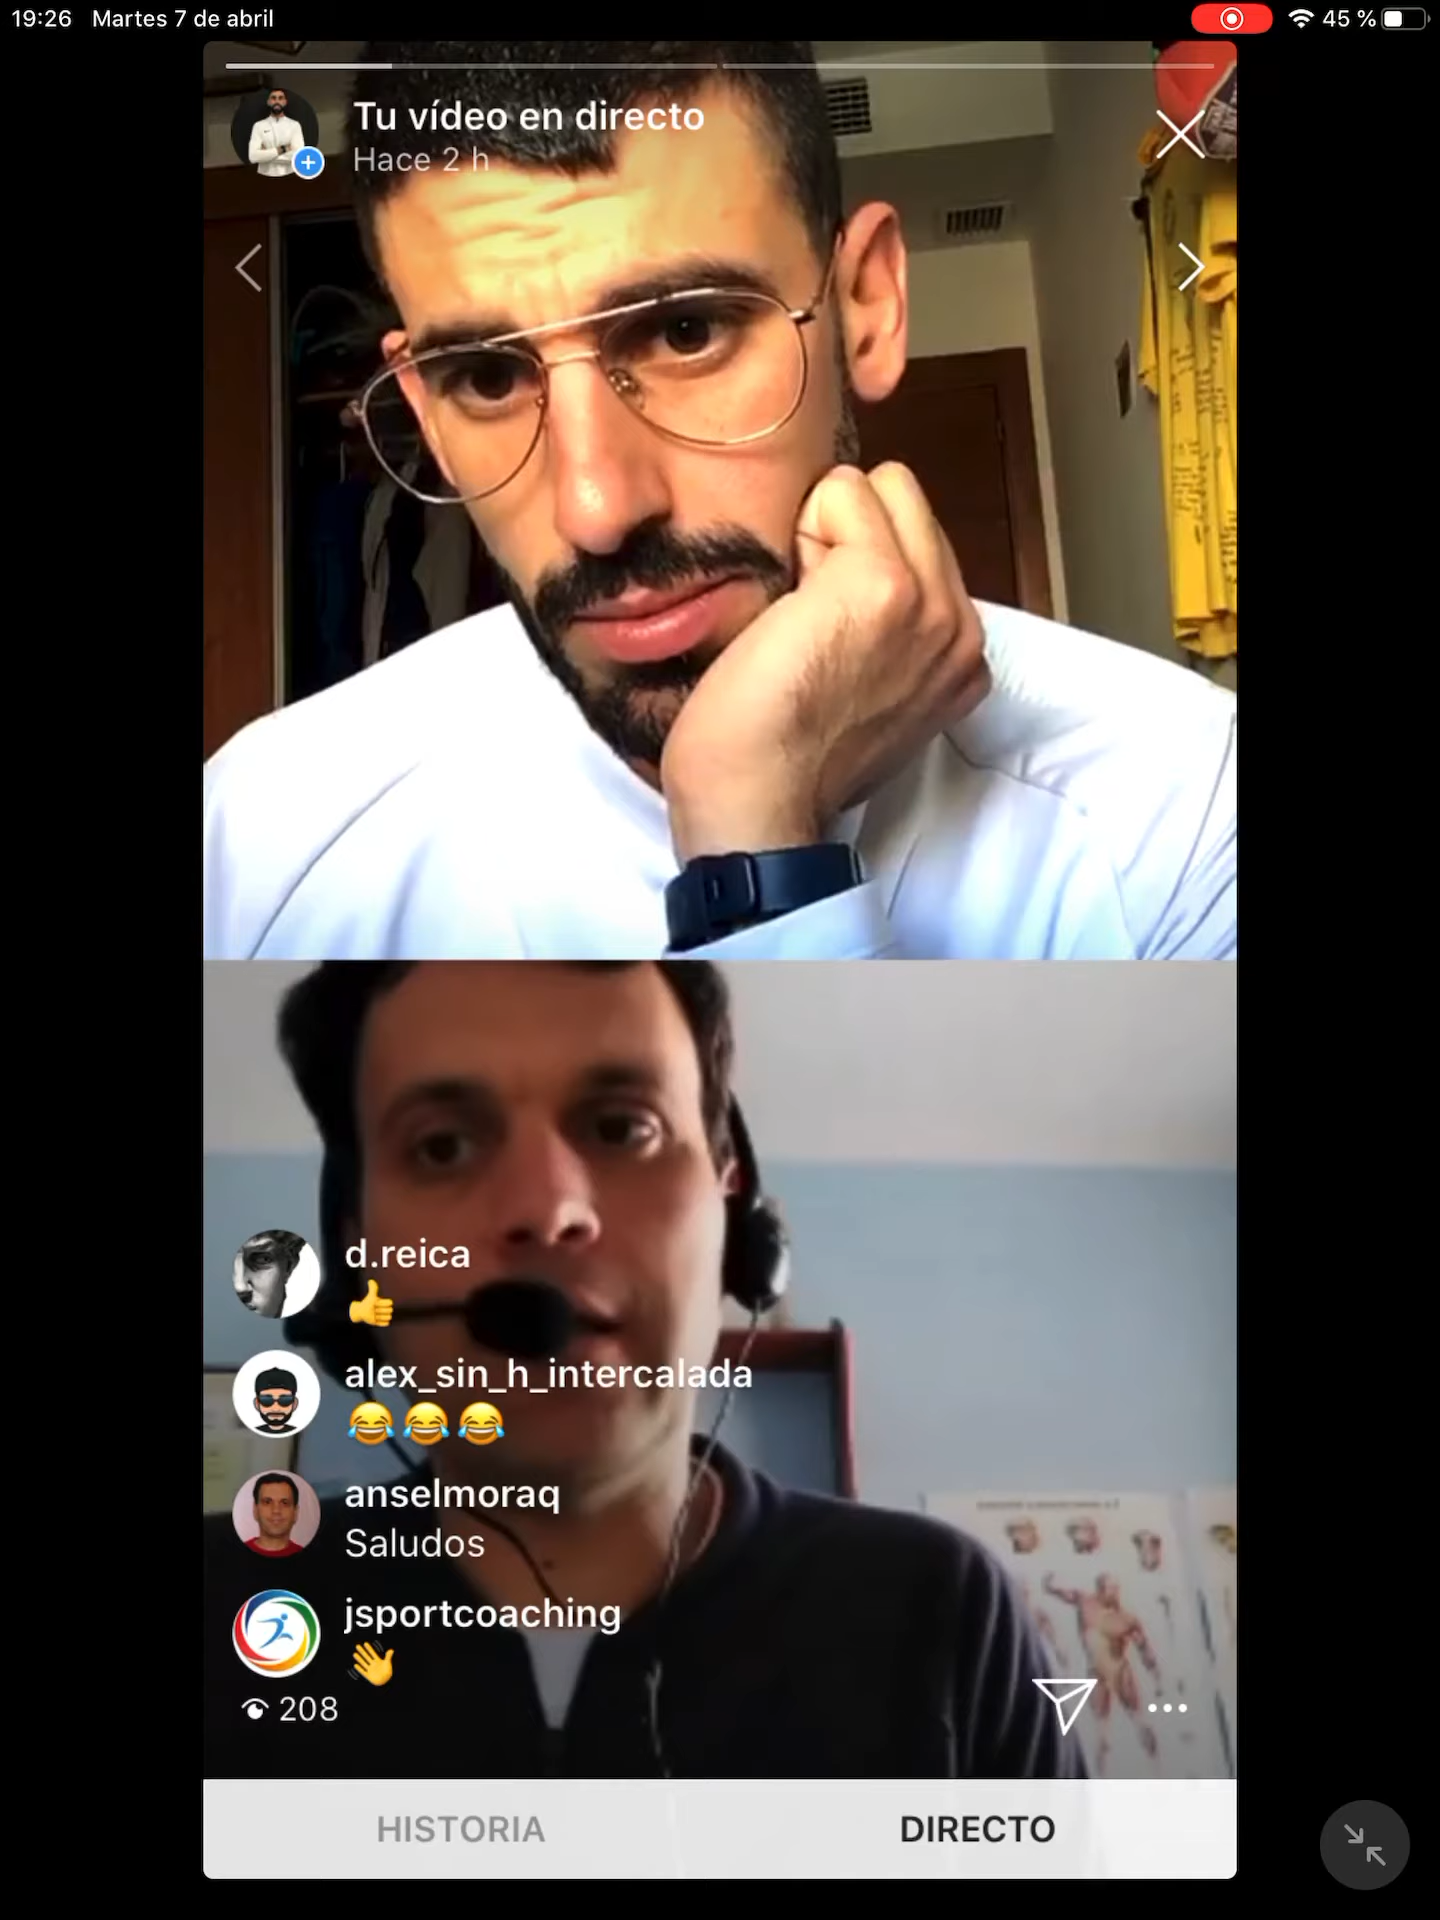 19:26 Martes 7 de abril
45 %
Tu vídeo en directo
Hace 2 h
d.reica
👍
alex_sin_h_intercalada
😂😂😂
anselmoraq
Saludos
jsportcoaching
👋
208
HISTORIA
DIRECTO